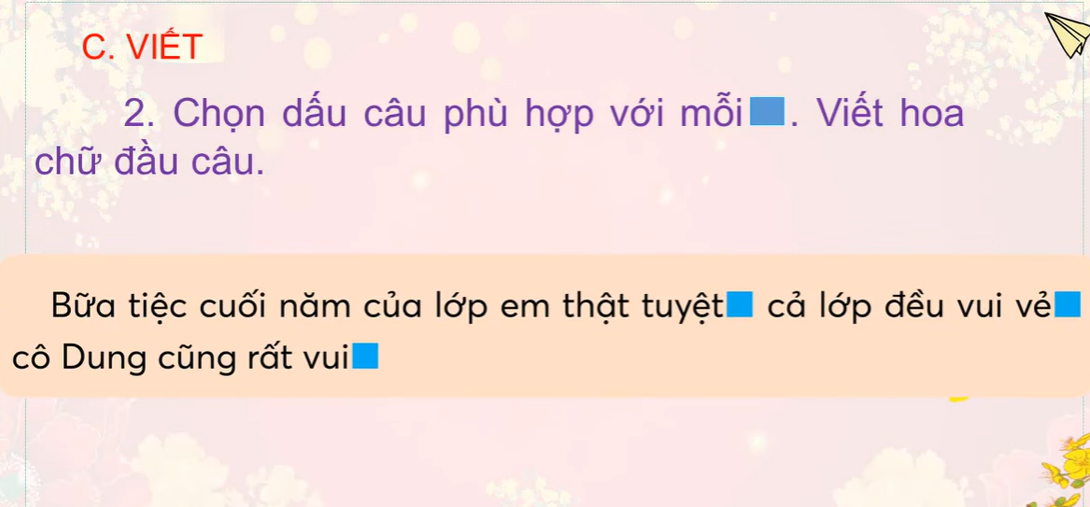 C. VIẾT
2. Chọn dấu câu phù hợp với mỗi . Viết hoa
chữ đầu câu.
Bữa tiệc cuối năm của lớp em thật tuyệt cả lớp đều vui vẻ
cô Dung cũng rất vui